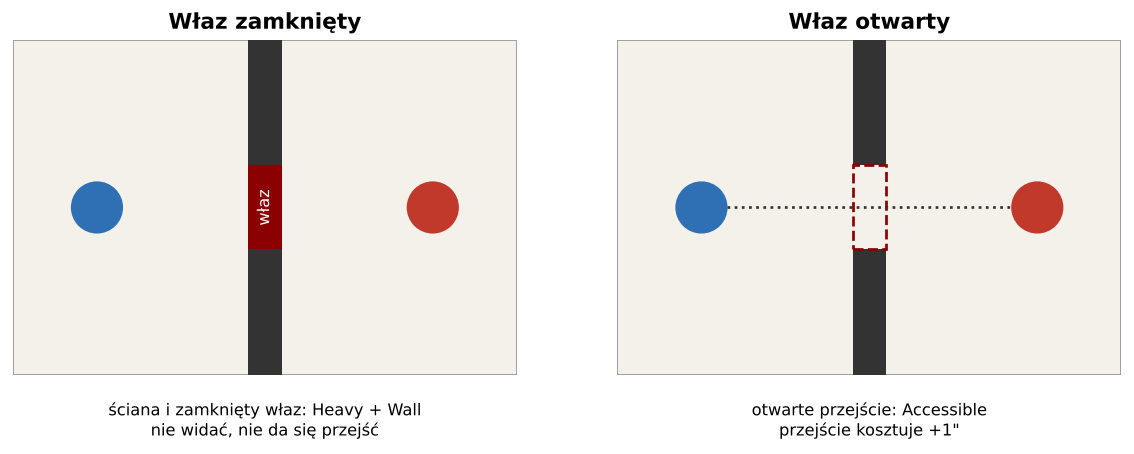 Właz zamknięty
Właz otwarty
właz
ściana i zamknięty właz: Heavy + Wall
nie widać, nie da się przejść
otwarte przejście: Accessible
przejście kosztuje +1"